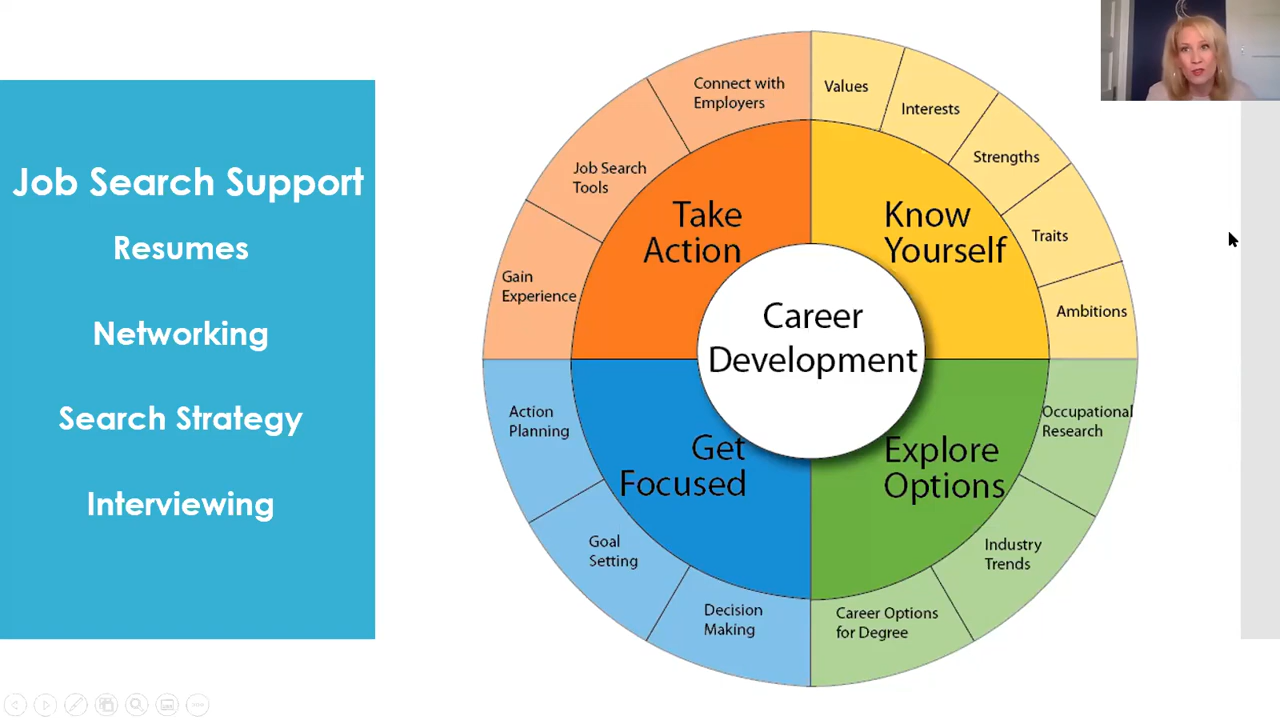 Job Search Support
Resumes
Networking
Search Strategy
Interviewing
Connect with
Employers
Job Search
Tools
Gain
Experience
Take
Action
Values
Interests
Strengths
Traits
Ambitions
Know
Yourself
Career
Development
Action
Planning
Goal
Setting
Decision
Making
Get
Focused
Explore
Options
Occupational
Research
Industry
Trends
Career Options
for Degree